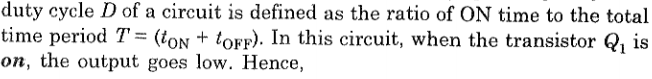 duty cycle D of a circuit is defined as the ratio of ON time to the total
time period T = (tON + tOFF). In this circuit, when the transistor Q1 is
on, the output goes low. Hence,